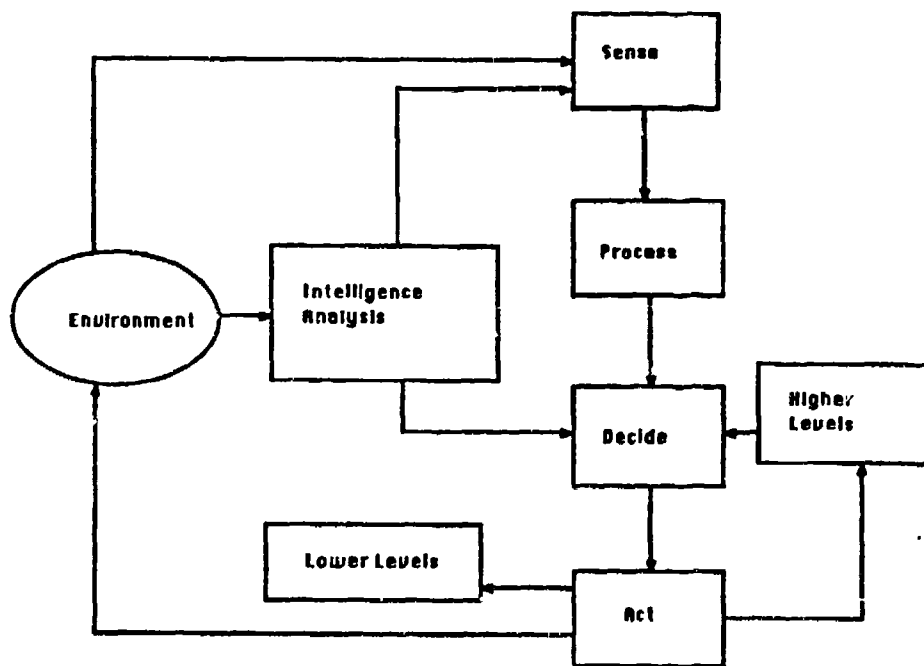 Sense
Process
Environment
Intelligence
Analysis
Higher
Levels
Decide
Lower Levels
Act